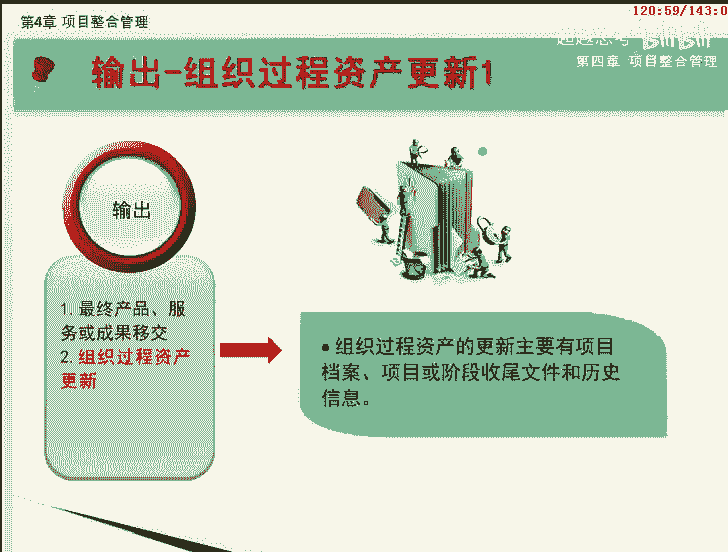 120:59/143:0
第4章 项目整合管理
bilibili
第四章 项目整合管理
输出-组织过程资产更新1
输出
1.最终产品、服
务或成果移交
2.组织过程资产
更新
•组织过程资产的更新主要有项目
档案、项目或阶段收尾文件和历史
信息。